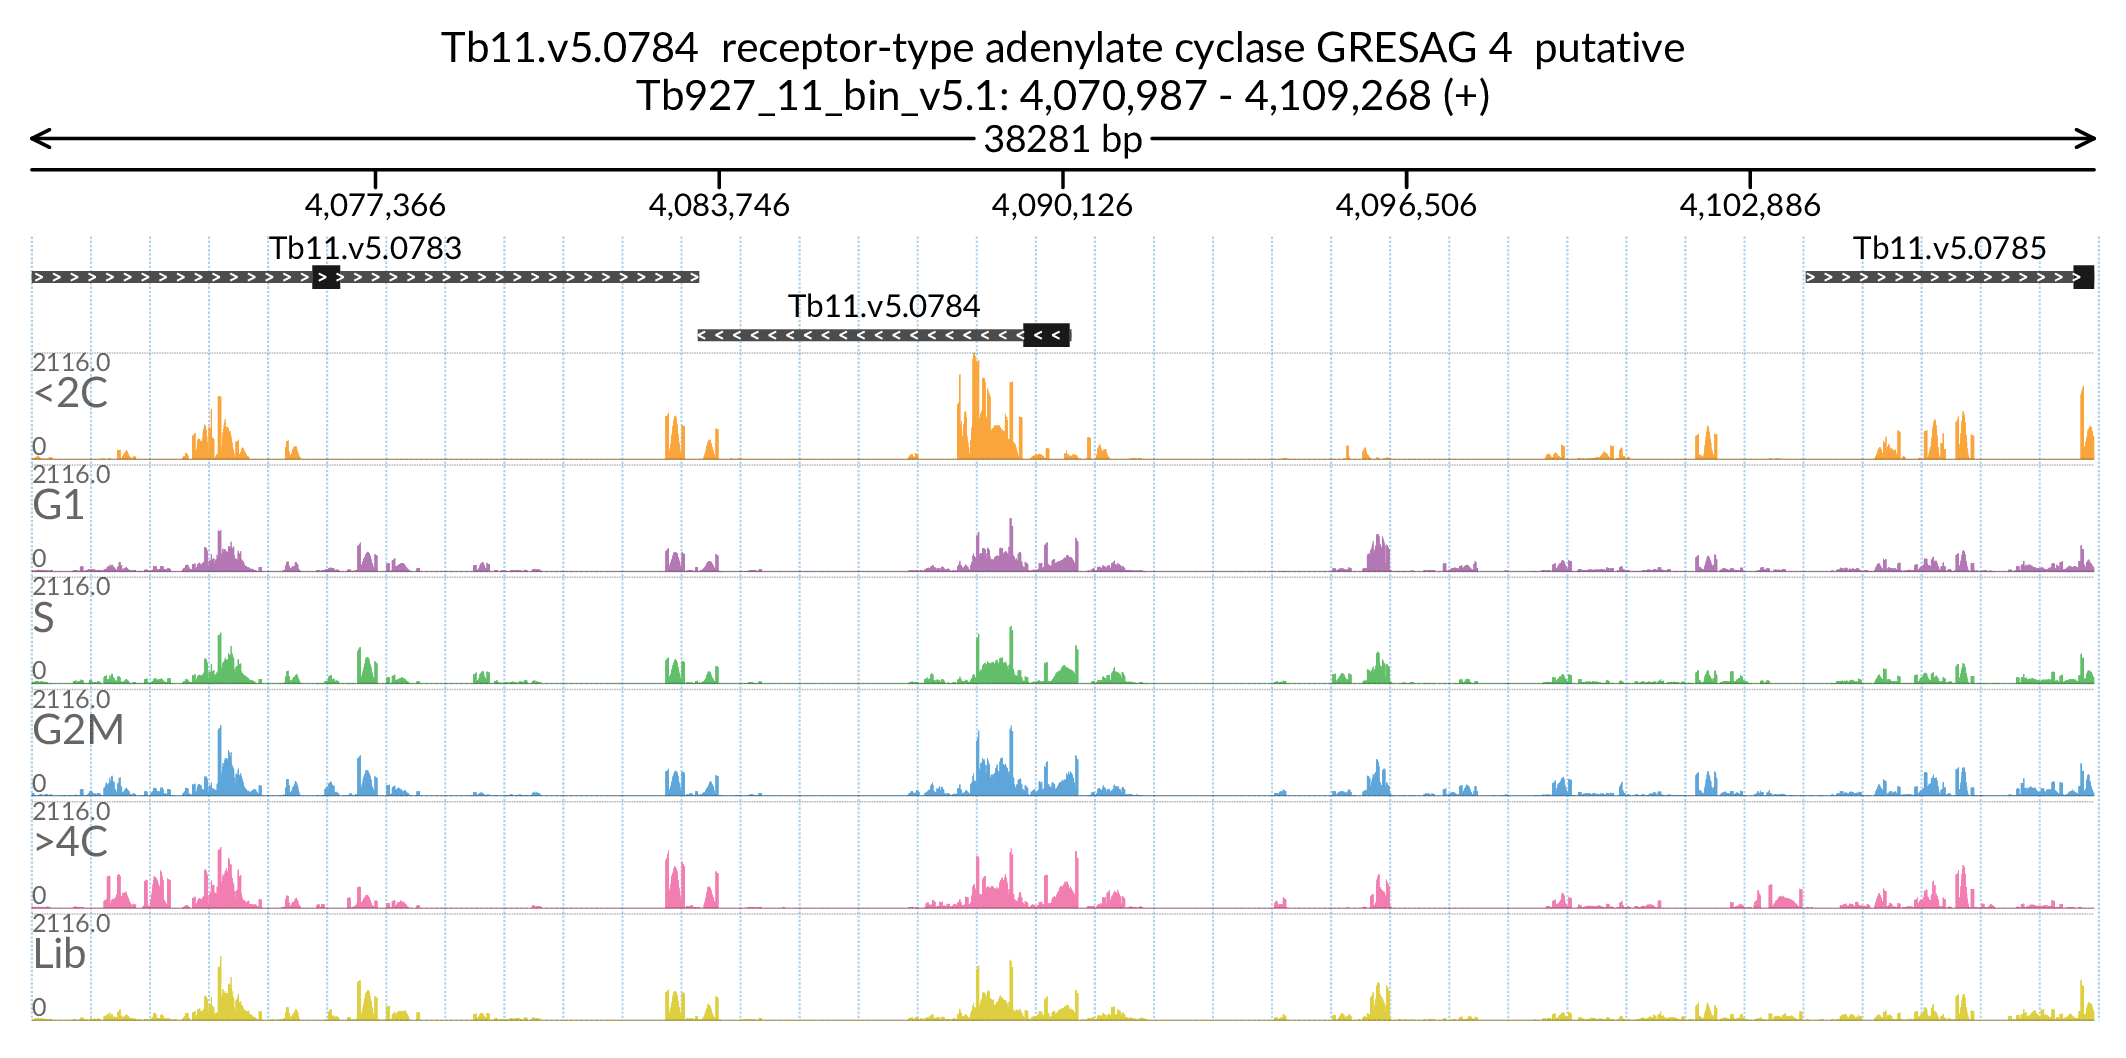 Tb11.v5.0784  receptor-type adenylate cyclase GRESAG 4  putative
Tb927_11_bin_v5.1: 4,070,987 - 4,109,268 (+)
38281 bp
4,077,366 4,083,746 4,090,126 4,096,506 4,102,886
Tb11.v5.0783 Tb11.v5.0785
Tb11.v5.0784
2116.0
<2C
0
2116.0
G1
0
2116.0
S
0
2116.0
G2M
0
2116.0
>4C
0
2116.0
Lib
0